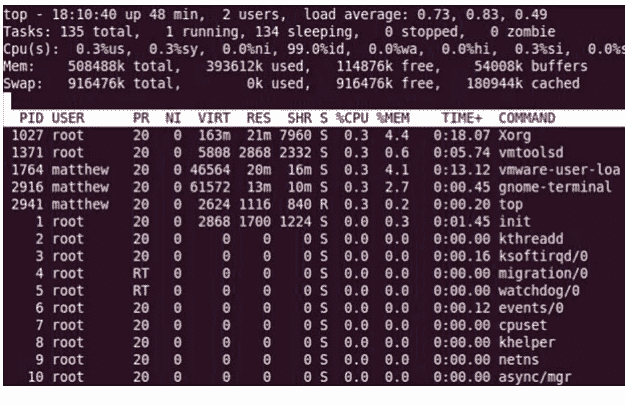 top - 18:10:40 up 48 min,  2 users,  load average: 0.73, 0.83, 0.49
Tasks: 135 total,   1 running, 134 sleeping,   0 stopped,   0 zombie
Cpu(s):  0.3%us,  0.3%sy,  0.0%ni, 99.0%id,  0.0%wa,  0.0%hi,  0.3%si,  0.0%s
Mem:    508488k total,   393612k used,   114876k free,    54008k buffers
Swap:   916476k total,        0k used,   916476k free,   180944k cached
PID USER      PR  NI  VIRT  RES  SHR S %CPU %MEM    TIME+  COMMAND
1027 root      20   0  163m  21m 7960 S  0.3  4.4   0:18.07 Xorg
1371 root      20   0  5808 2868 2332 S  0.3  0.6   0:05.74 vmtoolsd
1764 matthew   20   0 46564  20m  16m S  0.3  4.1   0:13.12 vmware-user-loa
2916 matthew   20   0 61572  13m  10m S  0.3  2.7   0:00.45 gnome-terminal
2941 matthew   20   0  2624 1116  840 R  0.3  0.2   0:00.20 top
1 root      20   0  2868 1700 1224 S  0.0  0.3   0:01.45 init
2 root      20   0     0    0    0 S  0.0  0.0   0:00.00 kthreadd
3 root      20   0     0    0    0 S  0.0  0.0   0:00.16 ksoftirqd/0
4 root      RT   0     0    0    0 S  0.0  0.0   0:00.00 migration/0
5 root      RT   0     0    0    0 S  0.0  0.0   0:00.00 watchdog/0
6 root      20   0     0    0    0 S  0.0  0.0   0:00.12 events/0
7 root      20   0     0    0    0 S  0.0  0.0   0:00.00 cpuset
8 root      20   0     0    0    0 S  0.0  0.0   0:00.00 khelper
9 root      20   0     0    0    0 S  0.0  0.0   0:00.00 netns
10 root      20   0     0    0    0 S  0.0  0.0   0:00.00 async/mgr